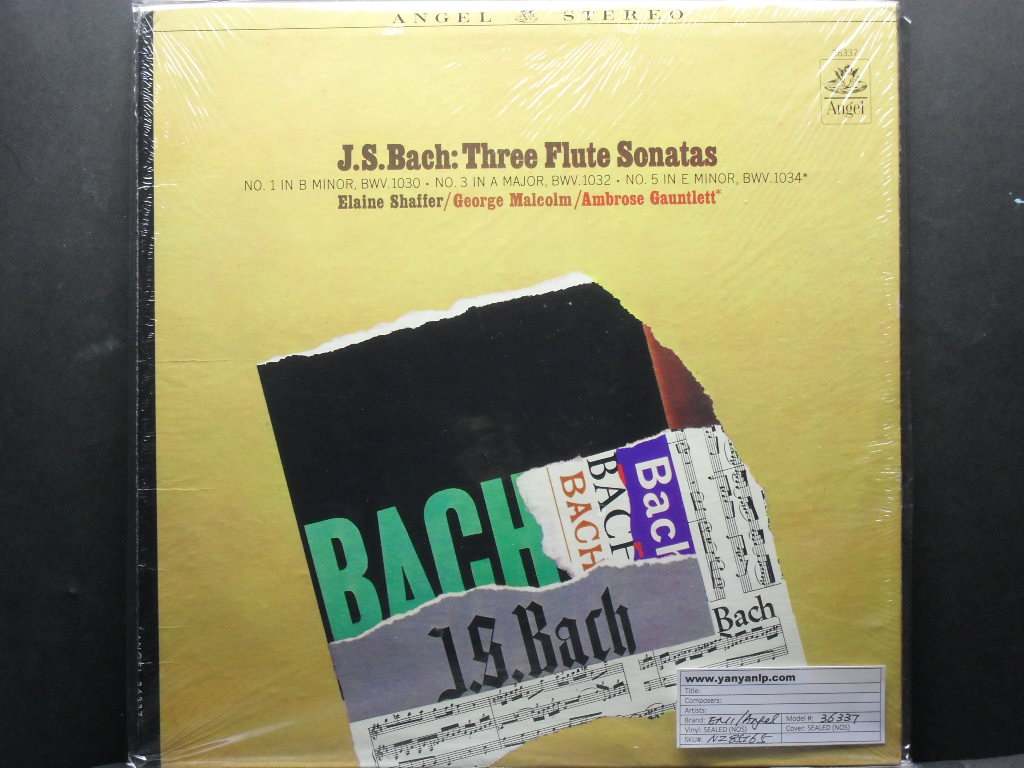 ANGEL STEREO
36337
Angel
J.S.Bach: Three Flute Sonatas
NO. 1 IN B MINOR, BWV.1030 • NO. 3 IN A MAJOR, BWV.1032 • NO. 5 IN E MINOR, BWV.1034*
Elaine Shaffer/George Malcolm/Ambrose Gauntlett*
BACH
BACH
BACH
Bach
J.S.Bach
Bach
www.yanyanlp.com
Title:
Composers:
Artists:
Brand: EMI/Angel Model #: 36337
Vinyl: SEALED (NOS) Cover: SEALED (NOS)
SKU#: